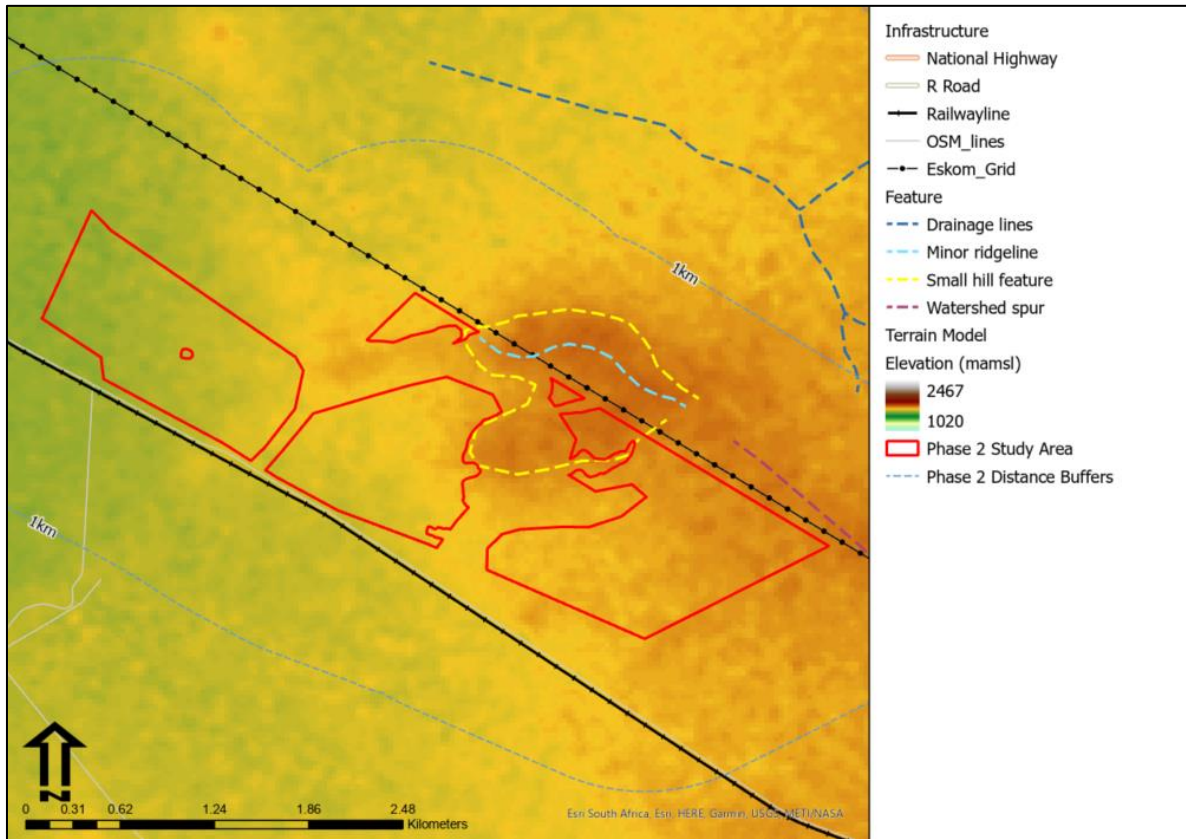 Infrastructure
National Highway
R Road
Railwayline
OSM_lines
Eskom_Grid
Feature
Drainage lines
Minor ridgeline
Small hill feature
Watershed spur
Terrain Model
Elevation (mamsl)
2467
1020
Phase 2 Study Area
Phase 2 Distance Buffers
1km
1km
N
0 0.31 0.62 1.24 1.86 2.48
Kilometers
Esri South Africa, Esri, HERE, Garmin, USGS, METI/NASA